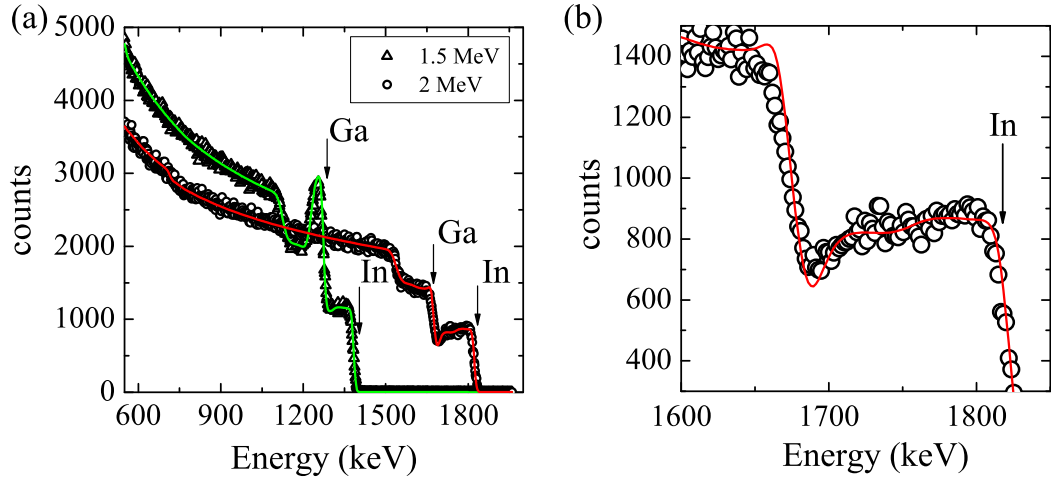 (a)
5000
4000
3000
2000
1000
0
counts
600 900 1200 1500 1800
Energy (keV)
1.5 MeV
2 MeV
Ga
In
Ga
In
(b)
1400
1200
1000
800
600
400
counts
1600 1700 1800
Energy (keV)
In